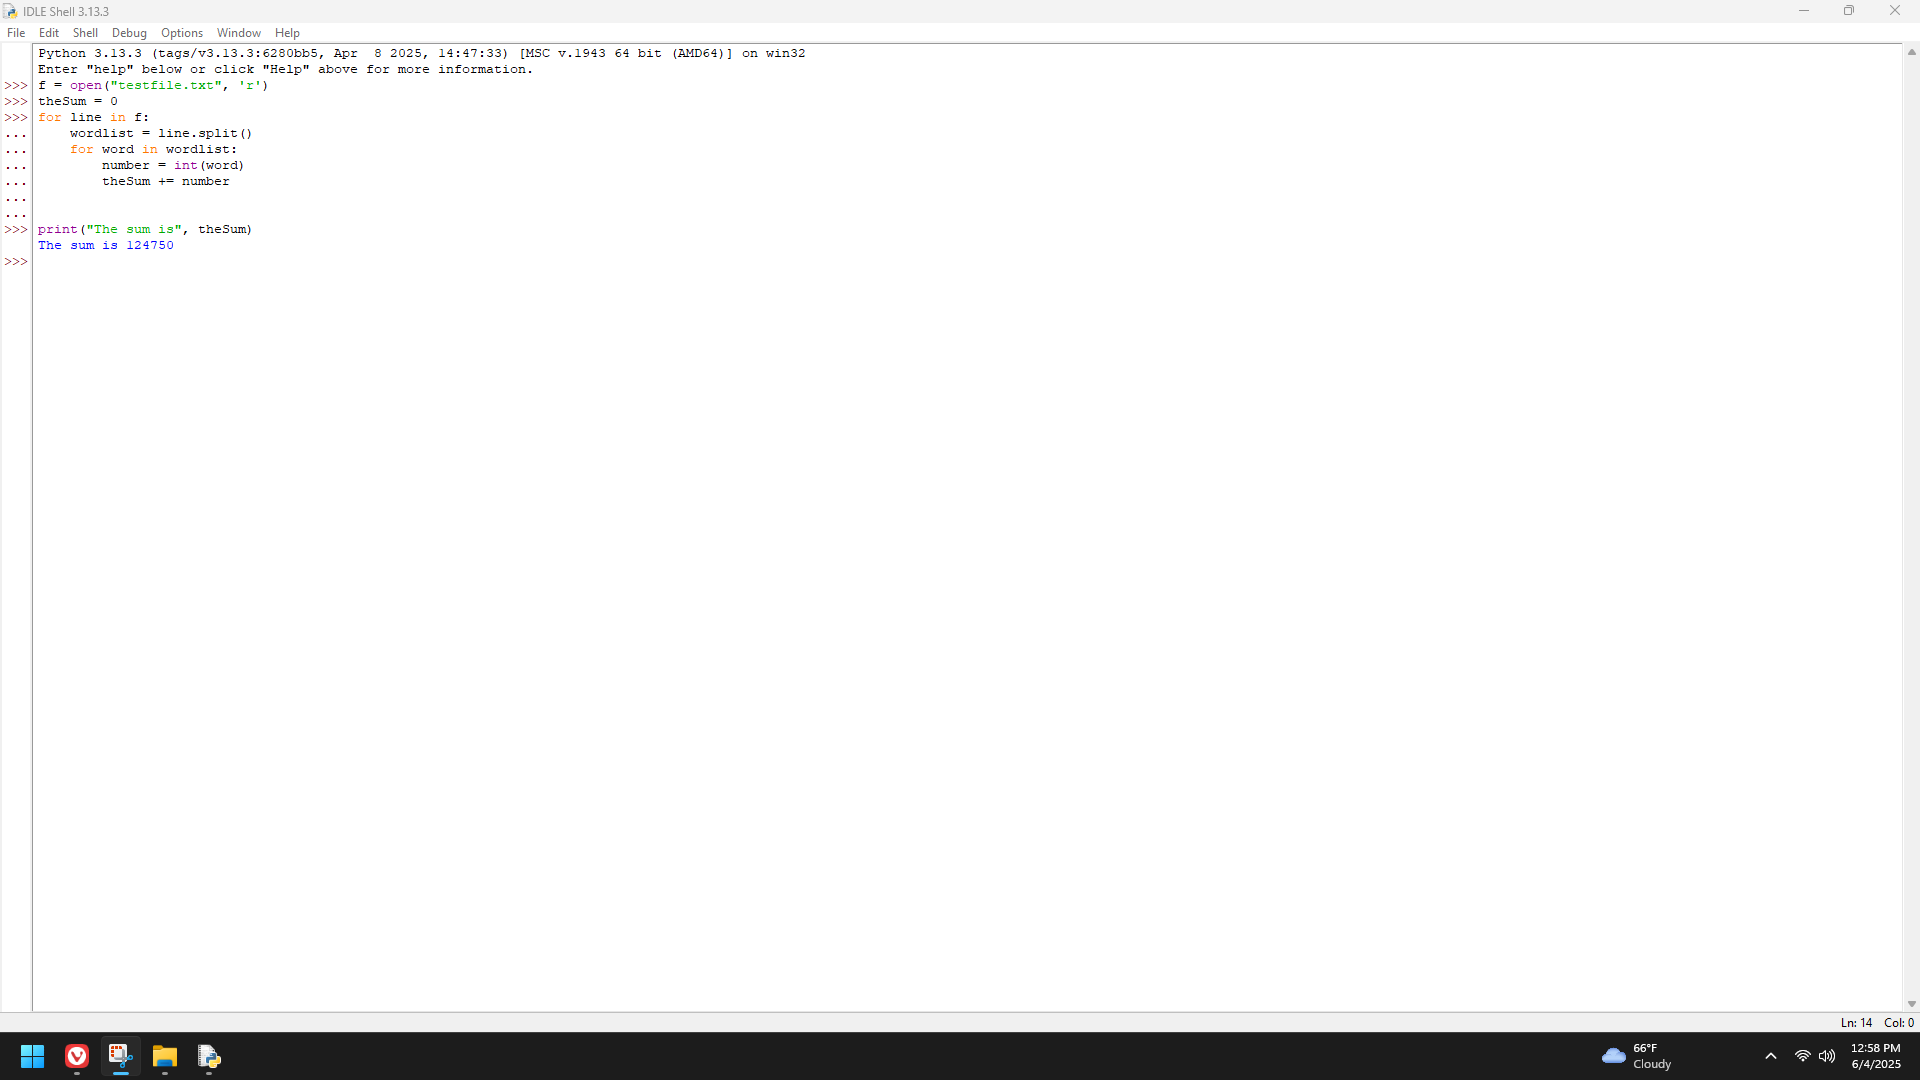 IDLE Shell 3.13.3
File Edit Shell Debug Options Window Help
Python 3.13.3 (tags/v3.13.3:6280bb5, Apr  8 2025, 14:47:33) [MSC v.1943 64 bit (AMD64)] on win32
Enter "help" below or click "Help" above for more information.
>>> f = open("testfile.txt", 'r')
>>> theSum = 0
>>> for line in f:
...     wordlist = line.split()
...     for word in wordlist:
...         number = int(word)
...         theSum += number
...
...
>>> print("The sum is", theSum)
The sum is 124750
>>>
Ln: 14 Col: 0
66°F
Cloudy
12:58 PM
6/4/2025